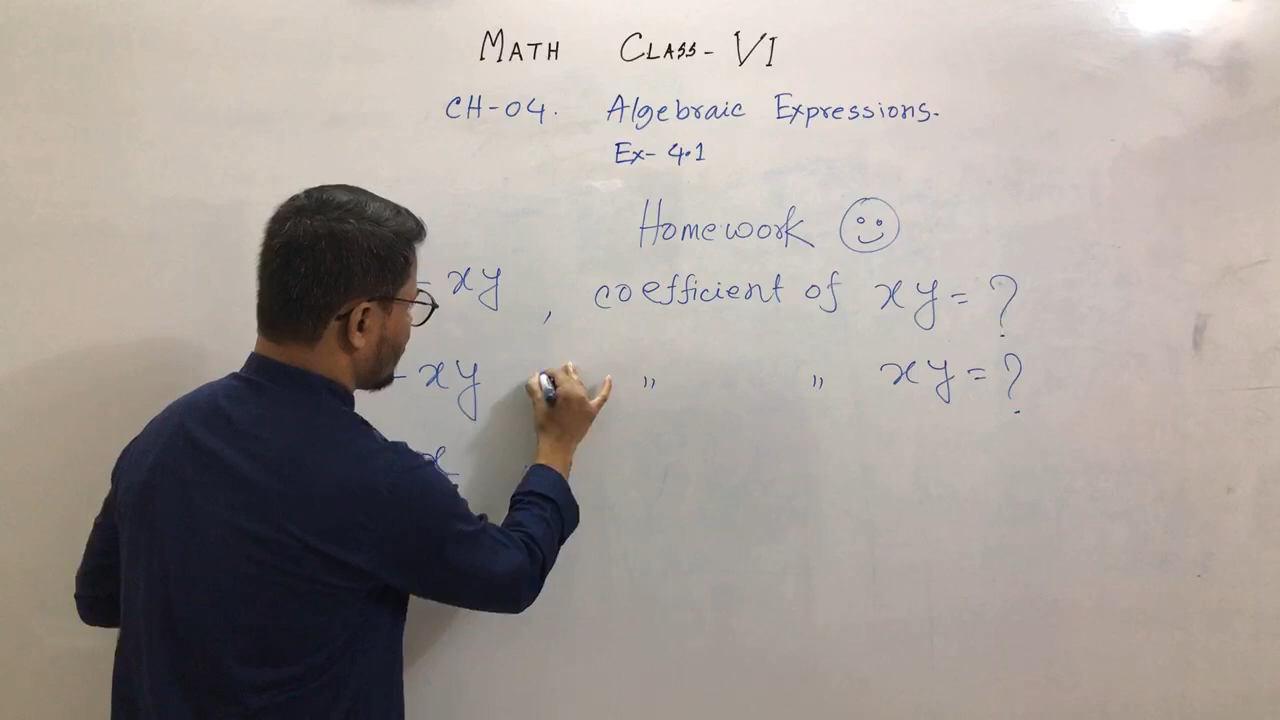 MATH CLASS-VI
CH-04. Algebraic Expressions.
Ex- 4.1
Homework
- xy , coefficient of xy = ?
- xy " " xy = ?
x